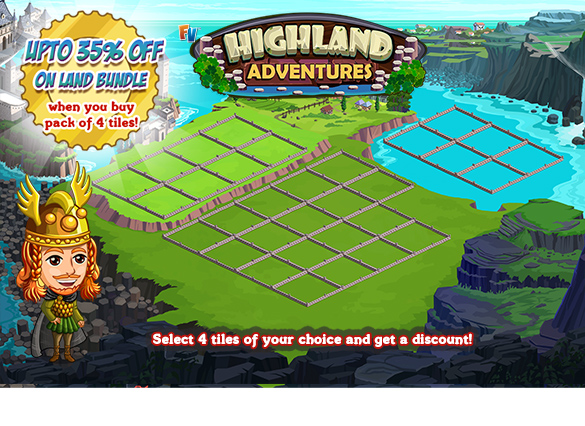 UPTO 35% OFF
ON LAND BUNDLE
when you buy
pack of 4 tiles!
FV
HIGHLAND
ADVENTURES
Select 4 tiles of your choice and get a discount!